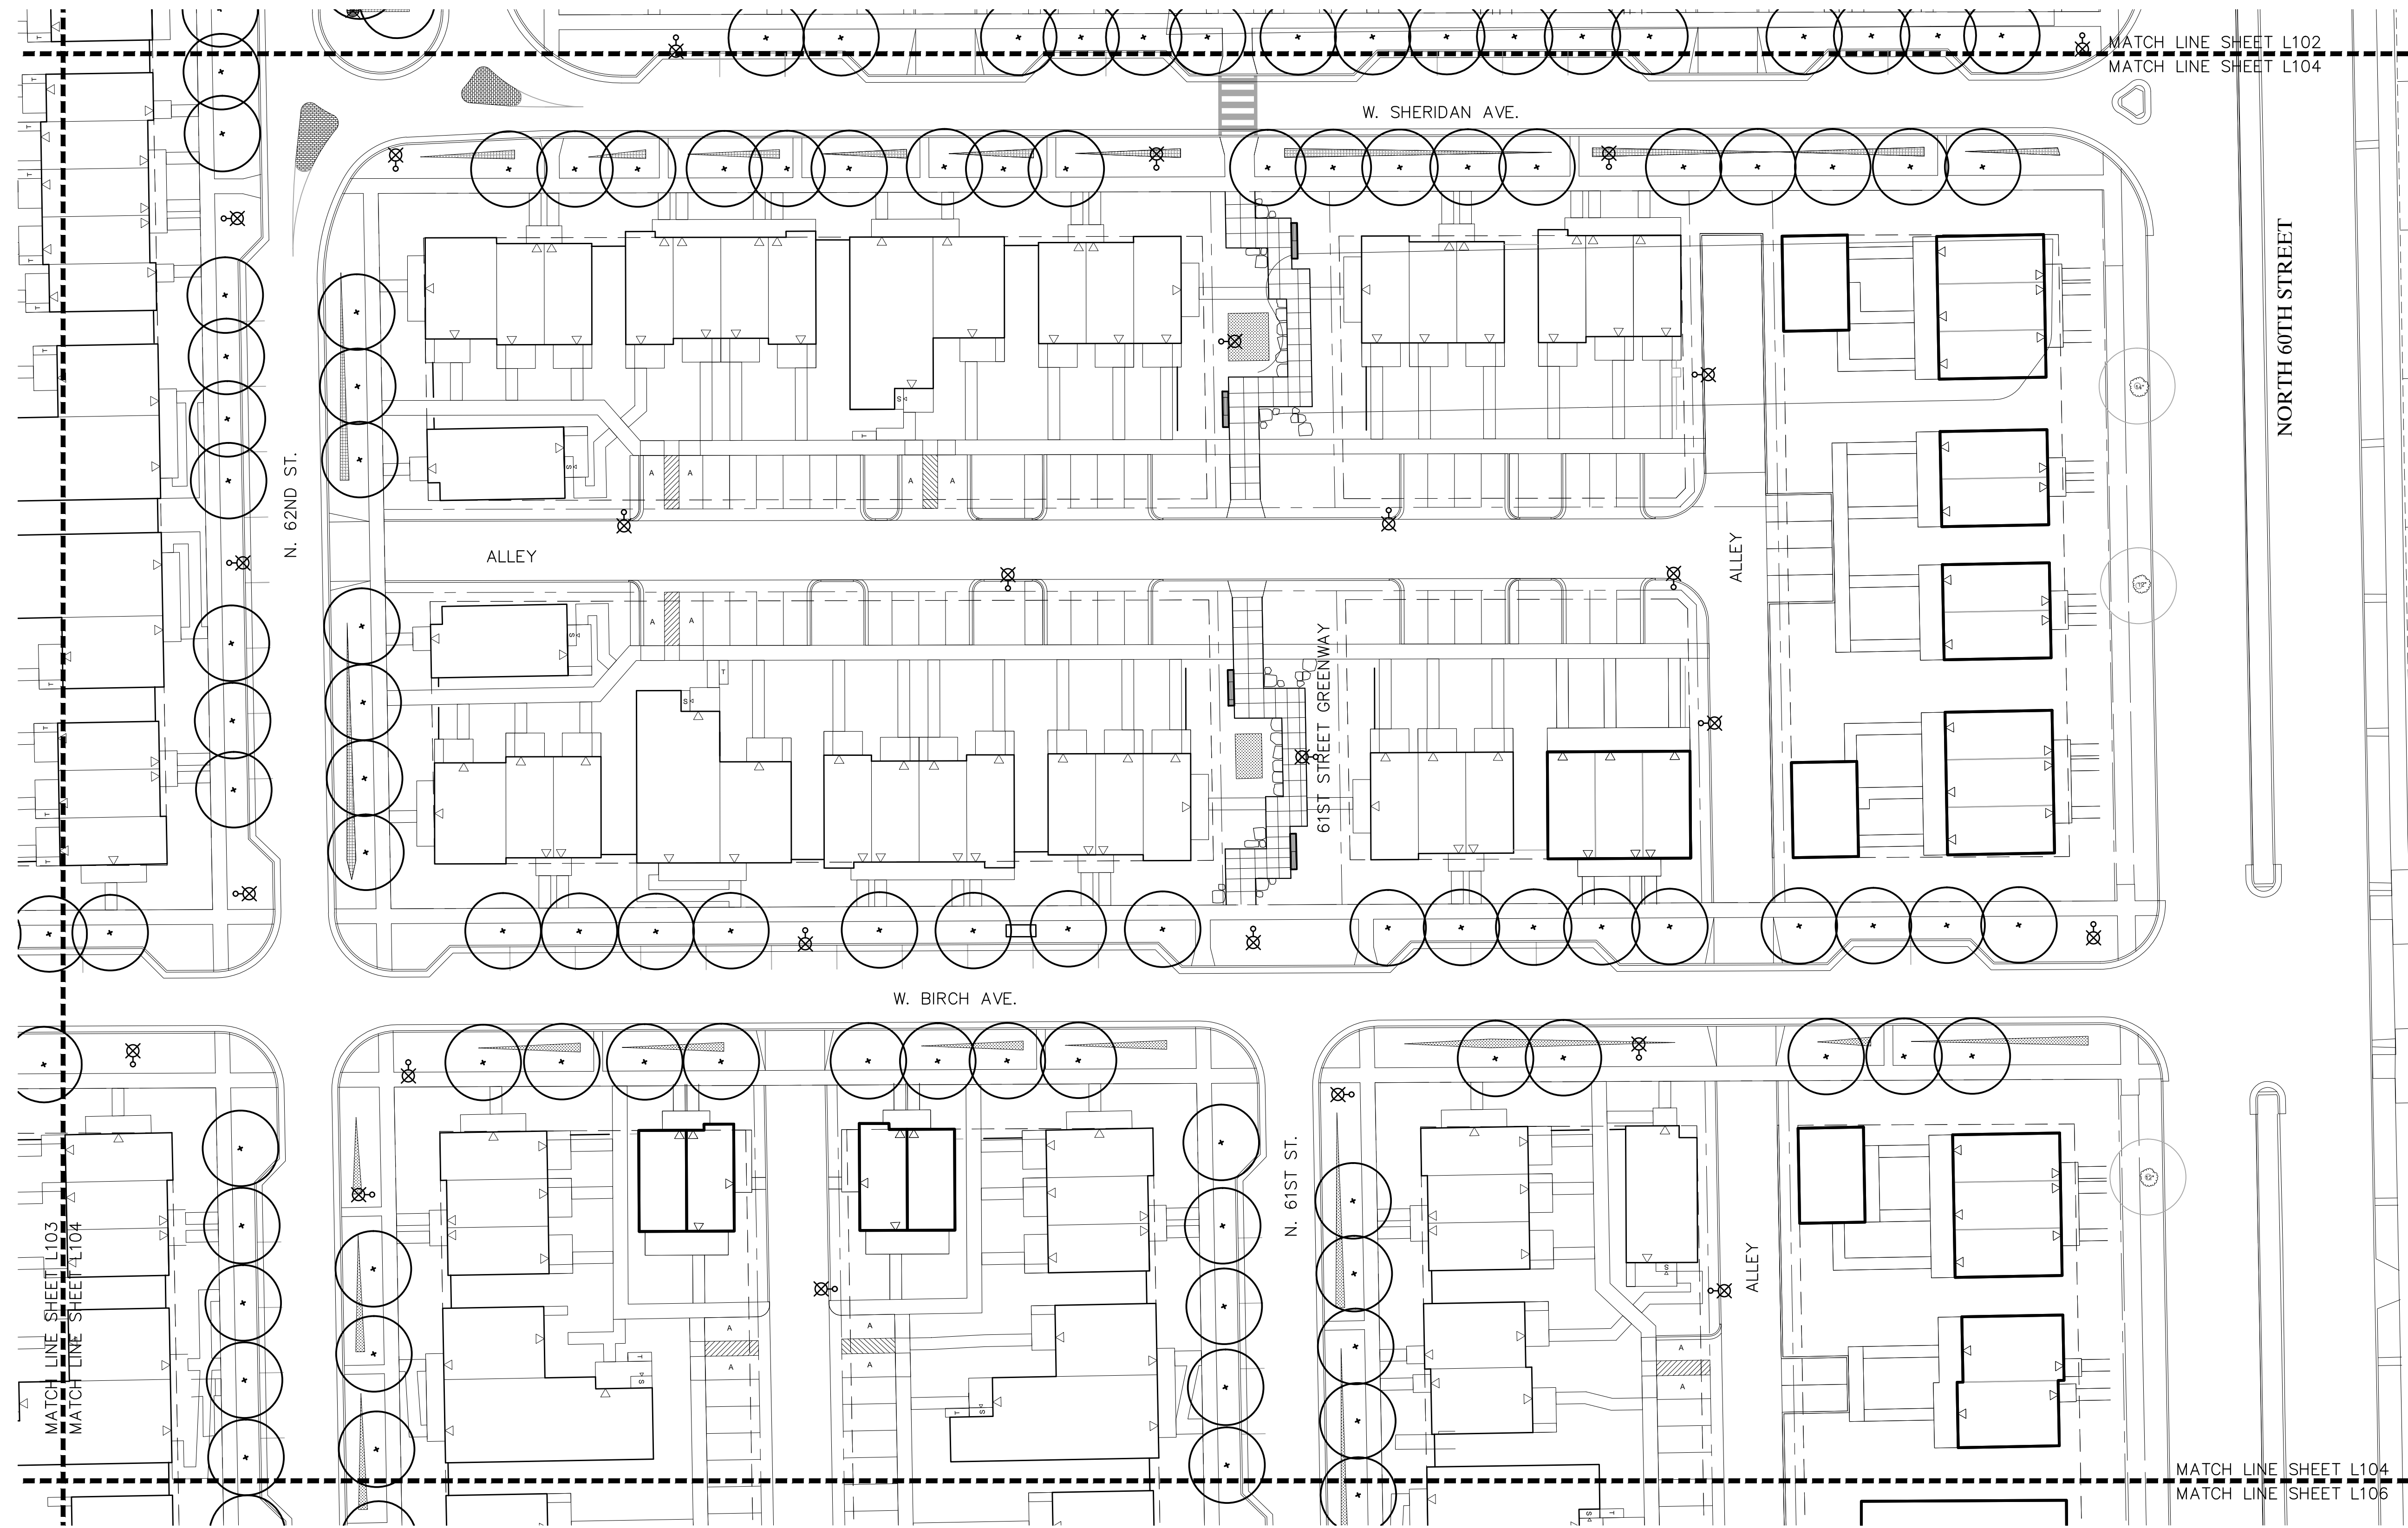 MATCH LINE SHEET L102
MATCH LINE SHEET L104
W. SHERIDAN AVE.
NORTH 60TH STREET
N. 62ND ST.
T
T
T
T
T
T
T
T
T
S
S
T
A
A
A
A
ALLEY
ALLEY
A
A
S
T
S
61ST STREET GREENWAY
W. BIRCH AVE.
N. 61ST ST.
ALLEY
MATCH LINE SHEET L103
MATCH LINE SHEET L104
A
A
A
A
A
A
T
S
T
S
S
S
T
MATCH LINE SHEET L104
MATCH LINE SHEET L106